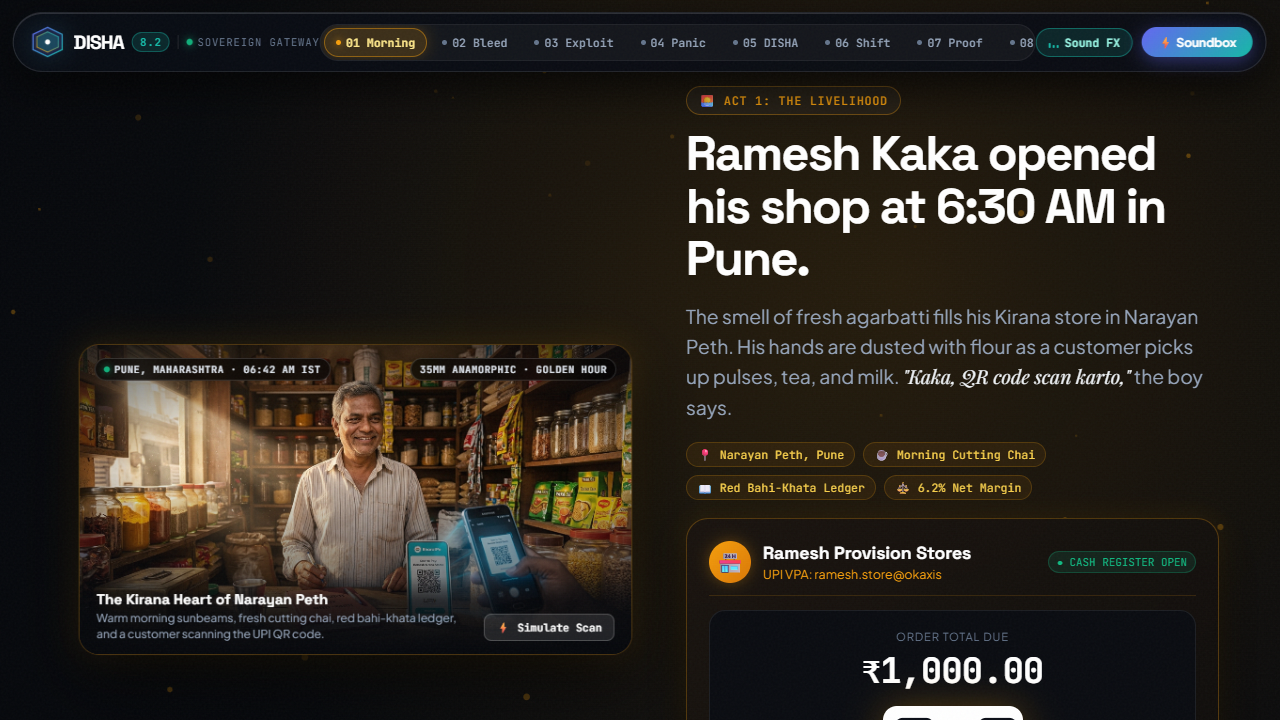 DISHA
8.2
SOVEREIGN GATEWAY
01 Morning
02 Bleed
03 Exploit
04 Panic
05 DISHA
06 Shift
07 Proof
08
Sound FX
Soundbox
ACT 1: THE LIVELIHOOD
Ramesh Kaka opened
his shop at 6:30 AM in
Pune.
The smell of fresh agarbatti fills his Kirana store in Narayan
Peth. His hands are dusted with flour as a customer picks
up pulses, tea, and milk. "Kaka, QR code scan karto," the boy
says.
Narayan Peth, Pune
Morning Cutting Chai
Red Bahi-Khata Ledger
6.2% Net Margin
PUNE, MAHARASHTRA · 06:42 AM IST
35MM ANAMORPHIC · GOLDEN HOUR
The Kirana Heart of Narayan Peth
Warm morning sunbeams, fresh cutting chai, red bahi-khata ledger,
and a customer scanning the UPI QR code.
Simulate Scan
Ramesh Provision Stores
UPI VPA: ramesh.store@okaxis
CASH REGISTER OPEN
ORDER TOTAL DUE
₹1,000.00